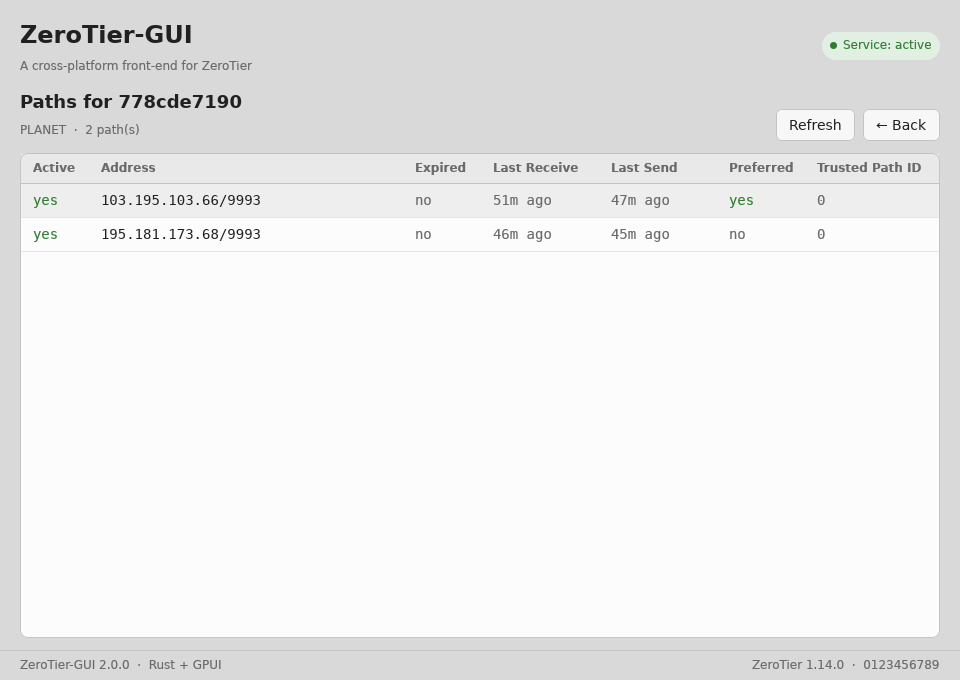 ZeroTier-GUI
A cross-platform front-end for ZeroTier
Service: active
Paths for 778cde7190
PLANET · 2 path(s)
Refresh
← Back
Active Address Expired Last Receive Last Send Preferred Trusted Path ID
yes 103.195.103.66/9993 no 51m ago 47m ago yes 0
yes 195.181.173.68/9993 no 46m ago 45m ago no 0
ZeroTier-GUI 2.0.0 · Rust + GPUI
ZeroTier 1.14.0 · 0123456789